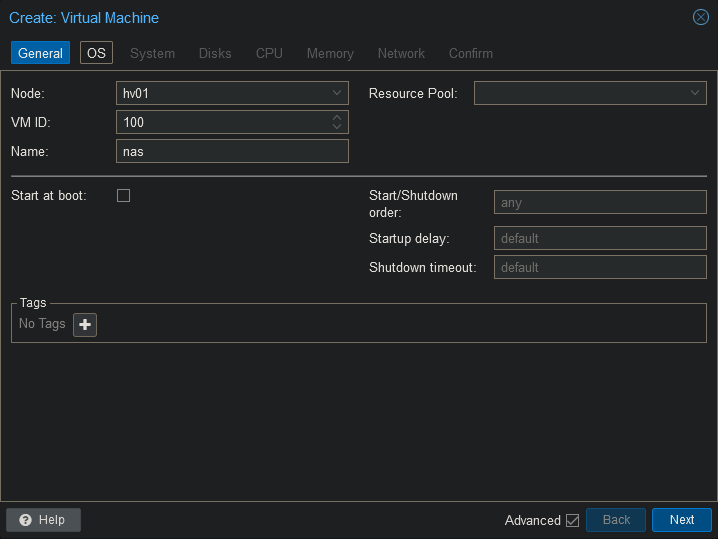 Create: Virtual Machine
General OS System Disks CPU Memory Network Confirm
Node: hv01 Resource Pool:
VM ID: 100
Name: nas
Start at boot: Start/Shutdown order: any
Startup delay: default
Shutdown timeout: default
Tags
No Tags
Help Advanced Back Next